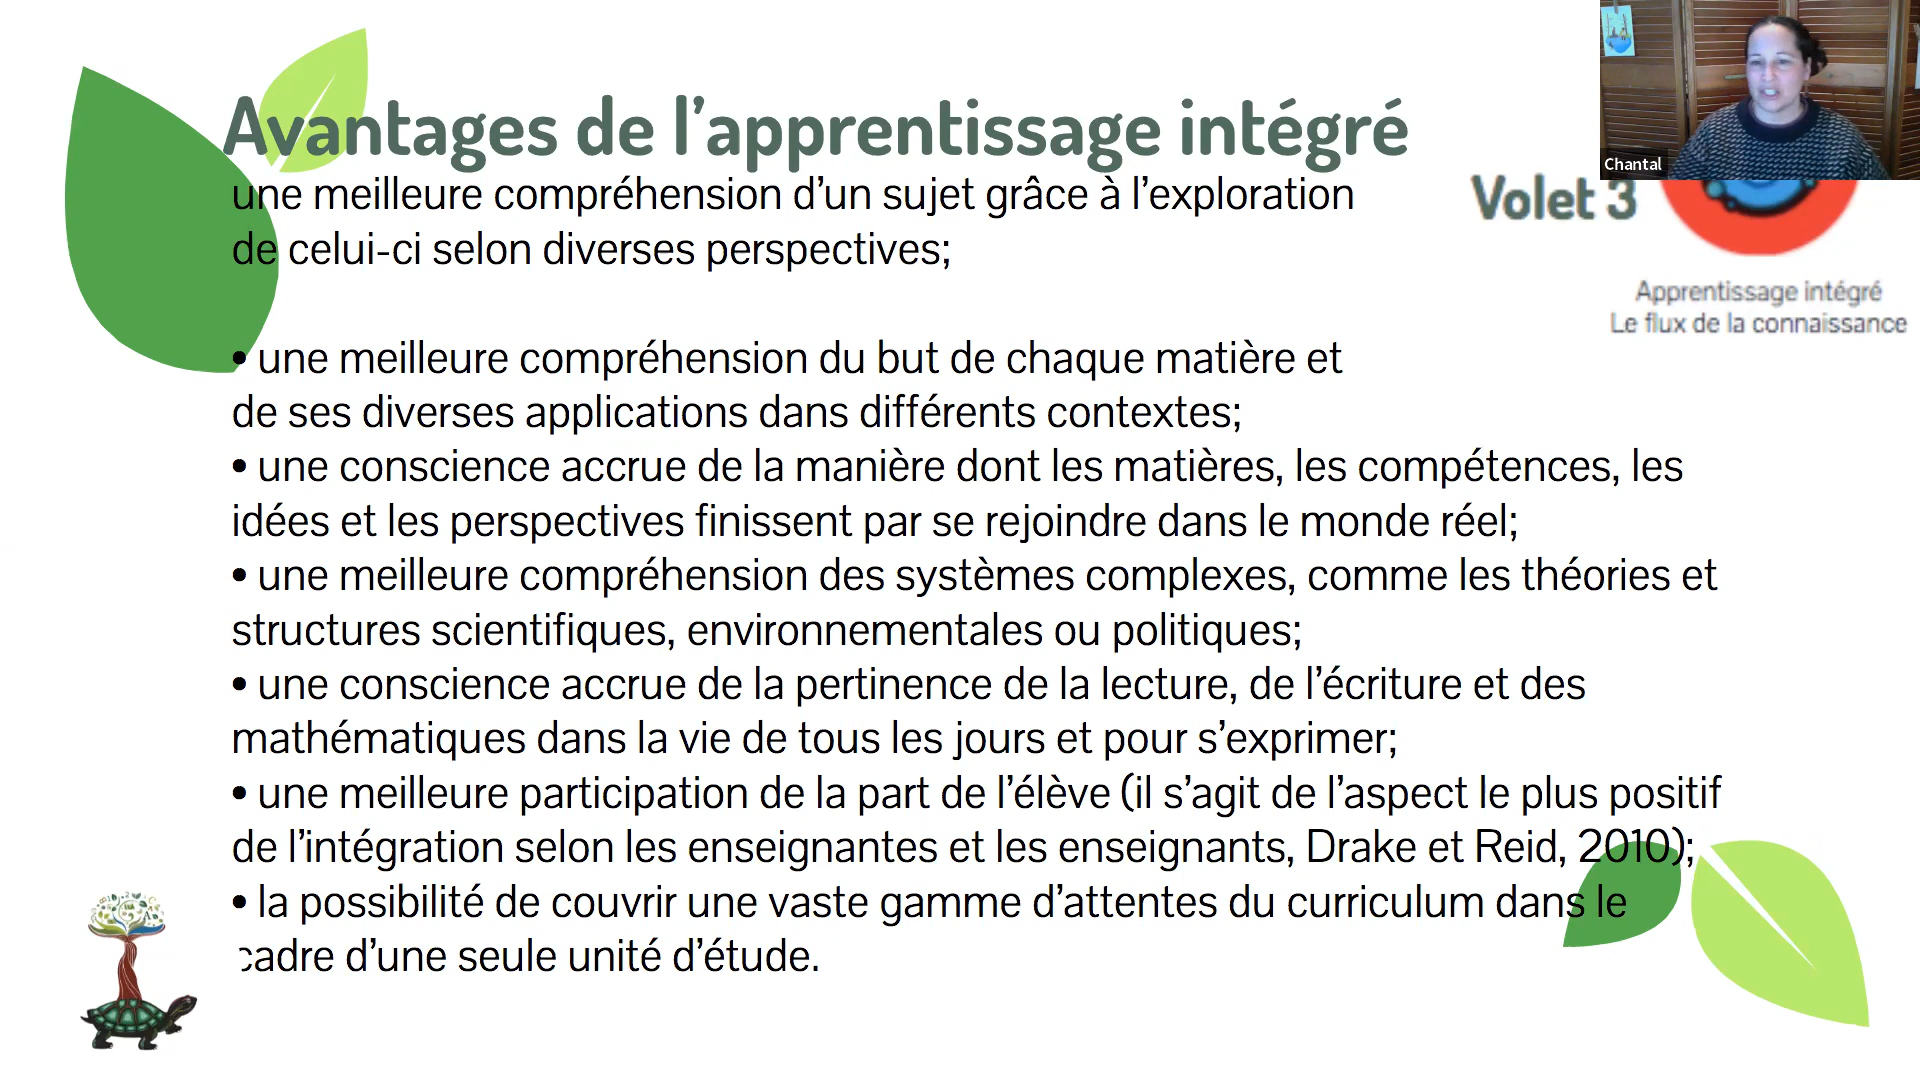 Avantages de l’apprentissage intégré
une meilleure compréhension d’un sujet grâce à l’exploration
de celui-ci selon diverses perspectives;
• une meilleure compréhension du but de chaque matière et
de ses diverses applications dans différents contextes;
• une conscience accrue de la manière dont les matières, les compétences, les
idées et les perspectives finissent par se rejoindre dans le monde réel;
• une meilleure compréhension des systèmes complexes, comme les théories et
structures scientifiques, environnementales ou politiques;
• une conscience accrue de la pertinence de la lecture, de l’écriture et des
mathématiques dans la vie de tous les jours et pour s’exprimer;
• une meilleure participation de la part de l’élève (il s’agit de l’aspect le plus positif
de l’intégration selon les enseignantes et les enseignants, Drake et Reid, 2010);
• la possibilité de couvrir une vaste gamme d’attentes du curriculum dans le
cadre d’une seule unité d’étude.
Chantal
Volet 3
Apprentissage intégré
Le flux de la connaissance